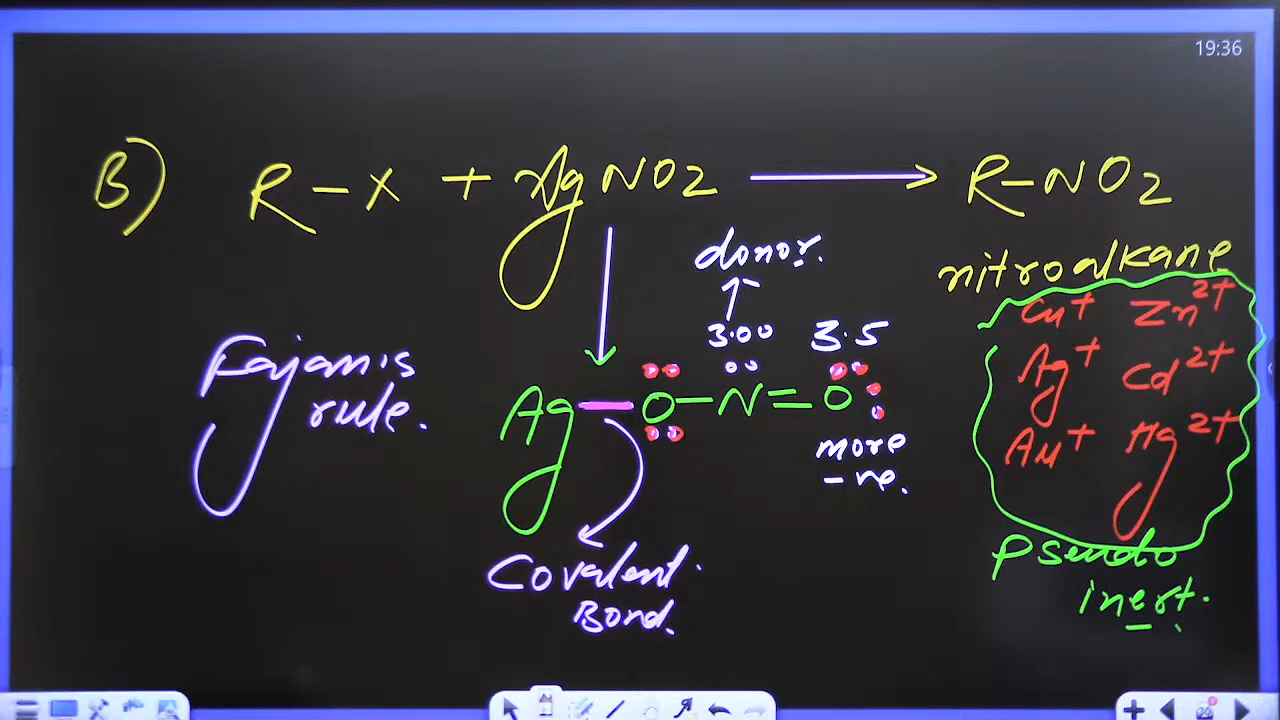 19:36
B) R-X + AgNO2 → R-NO2
nitroalkane
donor.
3.00 3.5
Ag-O-N=O
more
-ve.
Fajan's
rule.
Covalent
Bond.
Cu+ Zn2+
Ag+ Cd2+
Au+ Hg2+
Pseudo
inert.